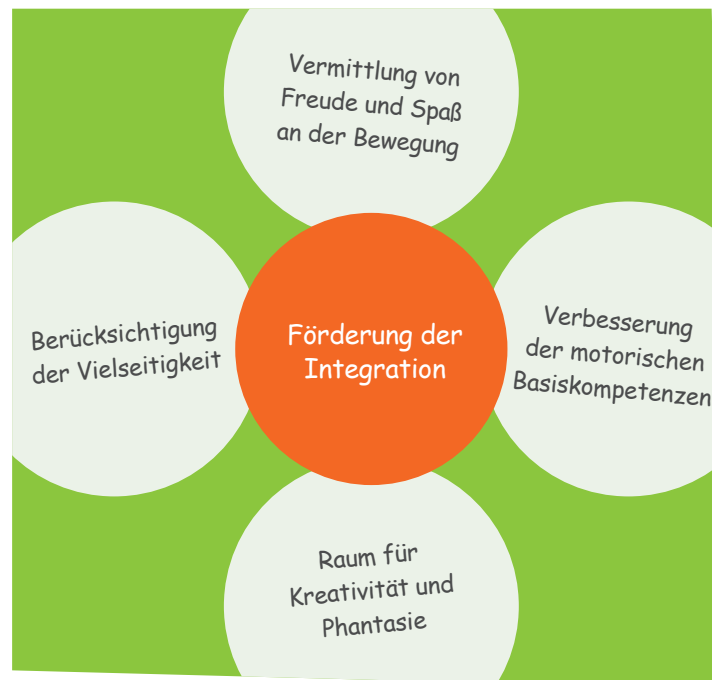 Vermittlung von
Freude und Spaß
an der Bewegung
Berücksichtigung
der Vielseitigkeit
Förderung der
Integration
Verbesserung
der motorischen
Basiskompetenzen
Raum für
Kreativität und
Phantasie